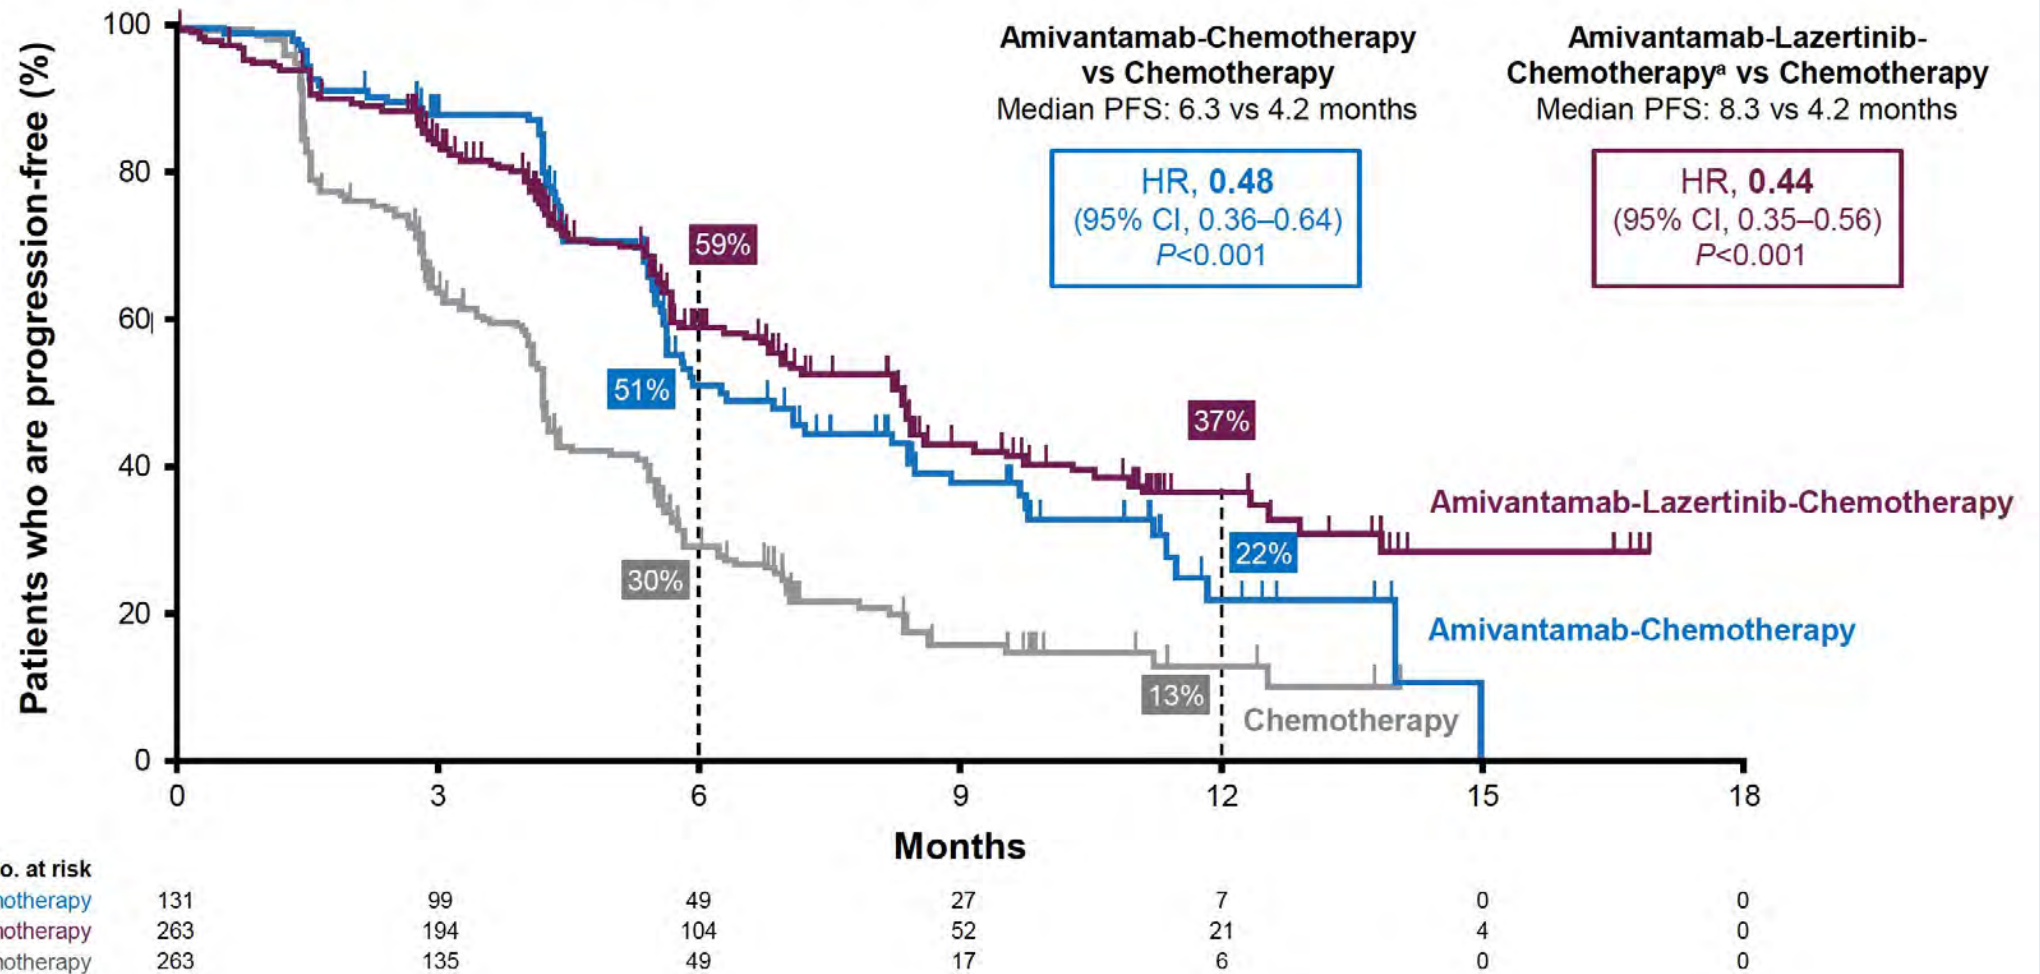 Patients who are progression-free (%)
100
80
60
40
20
0
Amivantamab-Chemotherapy
vs Chemotherapy
Median PFS: 6.3 vs 4.2 months
HR, 0.48
(95% CI, 0.36–0.64)
P<0.001
Amivantamab-Lazertinib-
Chemotherapyᵃ vs Chemotherapy
Median PFS: 8.3 vs 4.2 months
HR, 0.44
(95% CI, 0.35–0.56)
P<0.001
59%
51%
30%
37%
22%
13%
Amivantamab-Lazertinib-Chemotherapy
Amivantamab-Chemotherapy
Chemotherapy
0 3 6 9 12 15 18
Months
o. at risk
notherapy 131 99 49 27 7 0 0
notherapy 263 194 104 52 21 4 0
notherapy 263 135 49 17 6 0 0